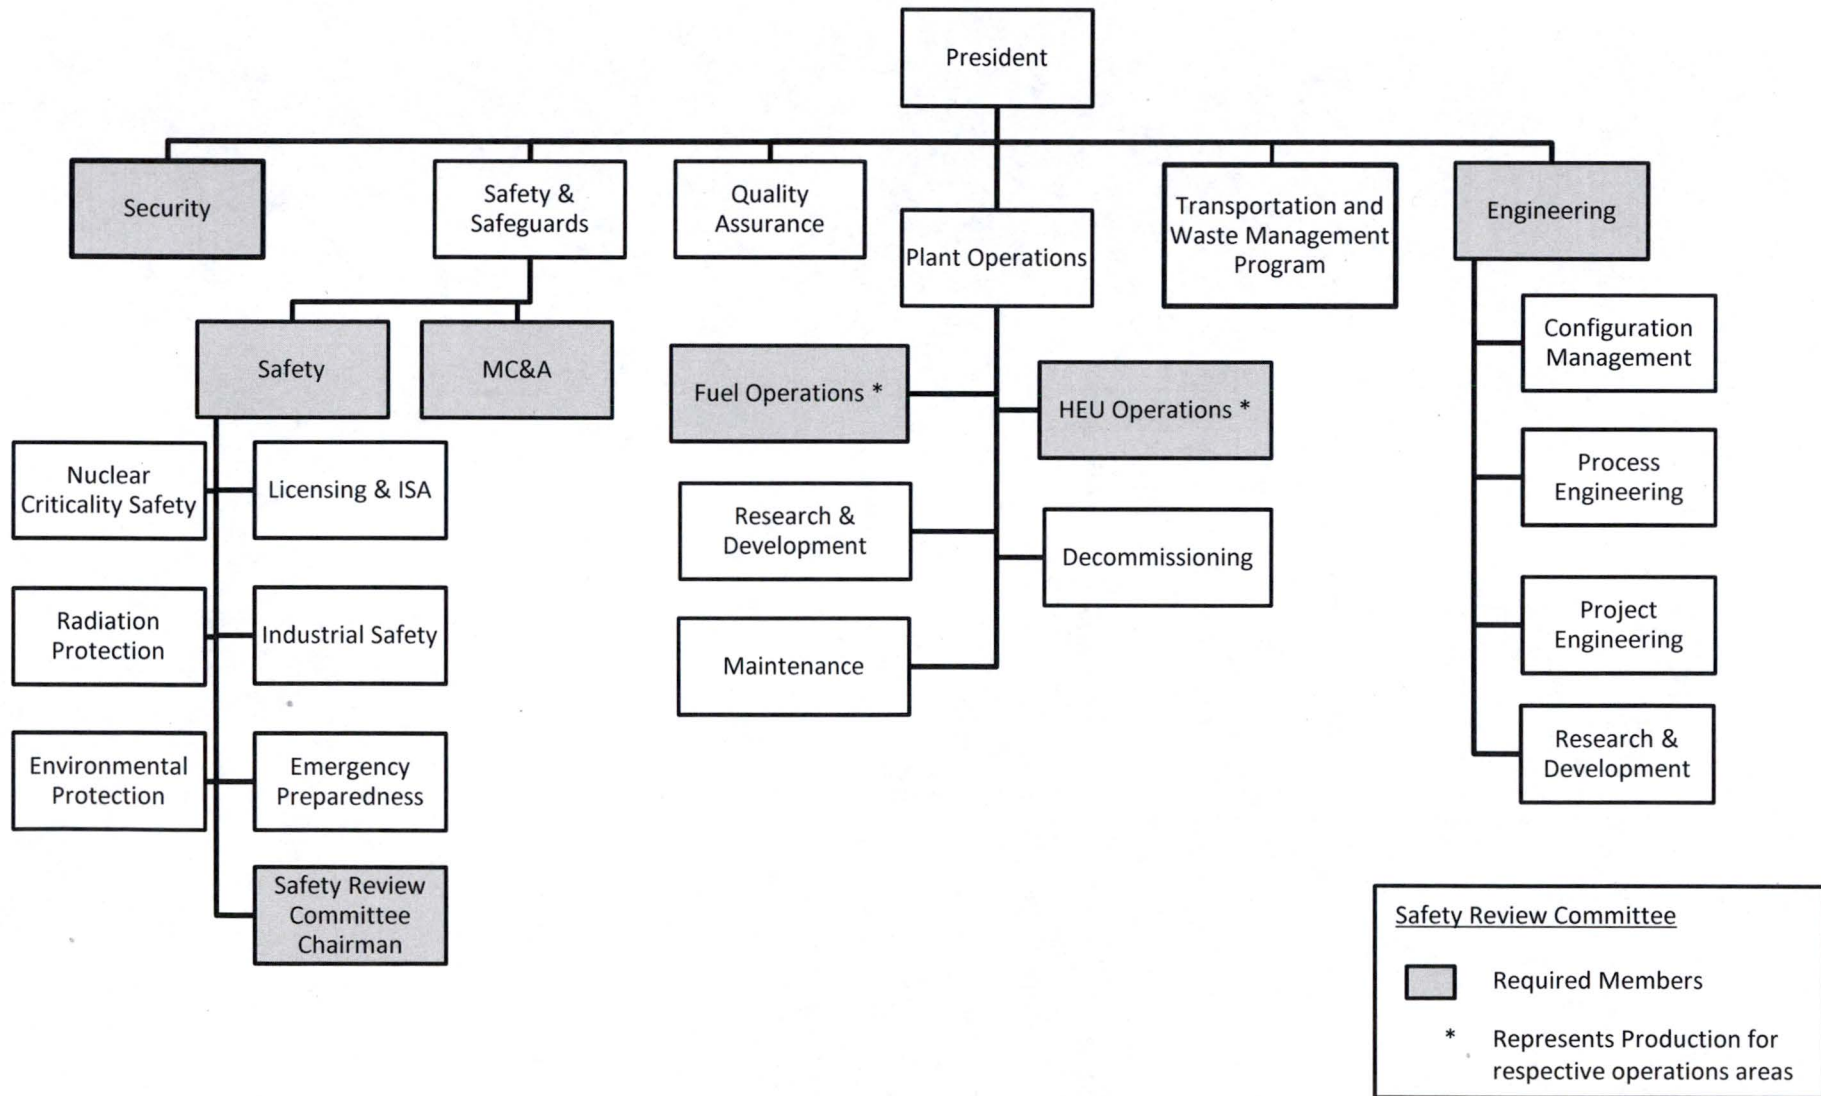 President
Security
Safety &
Safeguards
Quality
Assurance
Plant Operations
Transportation and
Waste Management
Program
Engineering
Safety
MC&A
Fuel Operations *
HEU Operations *
Configuration
Management
Nuclear
Criticality Safety
Licensing & ISA
Research &
Development
Decommissioning
Process
Engineering
Radiation
Protection
Industrial Safety
Maintenance
Project
Engineering
Environmental
Protection
Emergency
Preparedness
Research &
Development
Safety Review
Committee
Chairman
Safety Review Committee
Required Members
* Represents Production for
respective operations areas